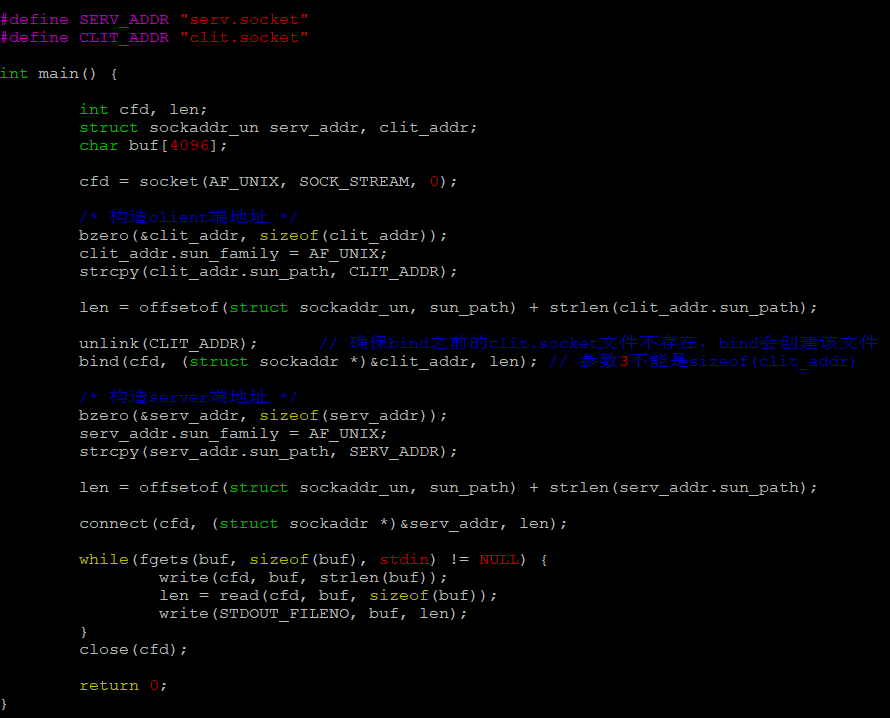 #define SERV_ADDR "serv.socket"
#define CLIT_ADDR "clit.socket"
int main() {
int cfd, len;
struct sockaddr_un serv_addr, clit_addr;
char buf[4096];
cfd = socket(AF_UNIX, SOCK_STREAM, 0);
/* 构造client端地址 */
bzero(&clit_addr, sizeof(clit_addr));
clit_addr.sun_family = AF_UNIX;
strcpy(clit_addr.sun_path, CLIT_ADDR);
len = offsetof(struct sockaddr_un, sun_path) + strlen(clit_addr.sun_path);
unlink(CLIT_ADDR); // 确保bind之前的clit.socket文件不存在，bind会创建该文件
bind(cfd, (struct sockaddr *)&clit_addr, len); // 参数3不能是sizeof(clit_addr)
/* 构造server端地址 */
bzero(&serv_addr, sizeof(serv_addr));
serv_addr.sun_family = AF_UNIX;
strcpy(serv_addr.sun_path, SERV_ADDR);
len = offsetof(struct sockaddr_un, sun_path) + strlen(serv_addr.sun_path);
connect(cfd, (struct sockaddr *)&serv_addr, len);
while(fgets(buf, sizeof(buf), stdin) != NULL) {
write(cfd, buf, strlen(buf));
len = read(cfd, buf, sizeof(buf));
write(STDOUT_FILENO, buf, len);
}
close(cfd);
return 0;
}